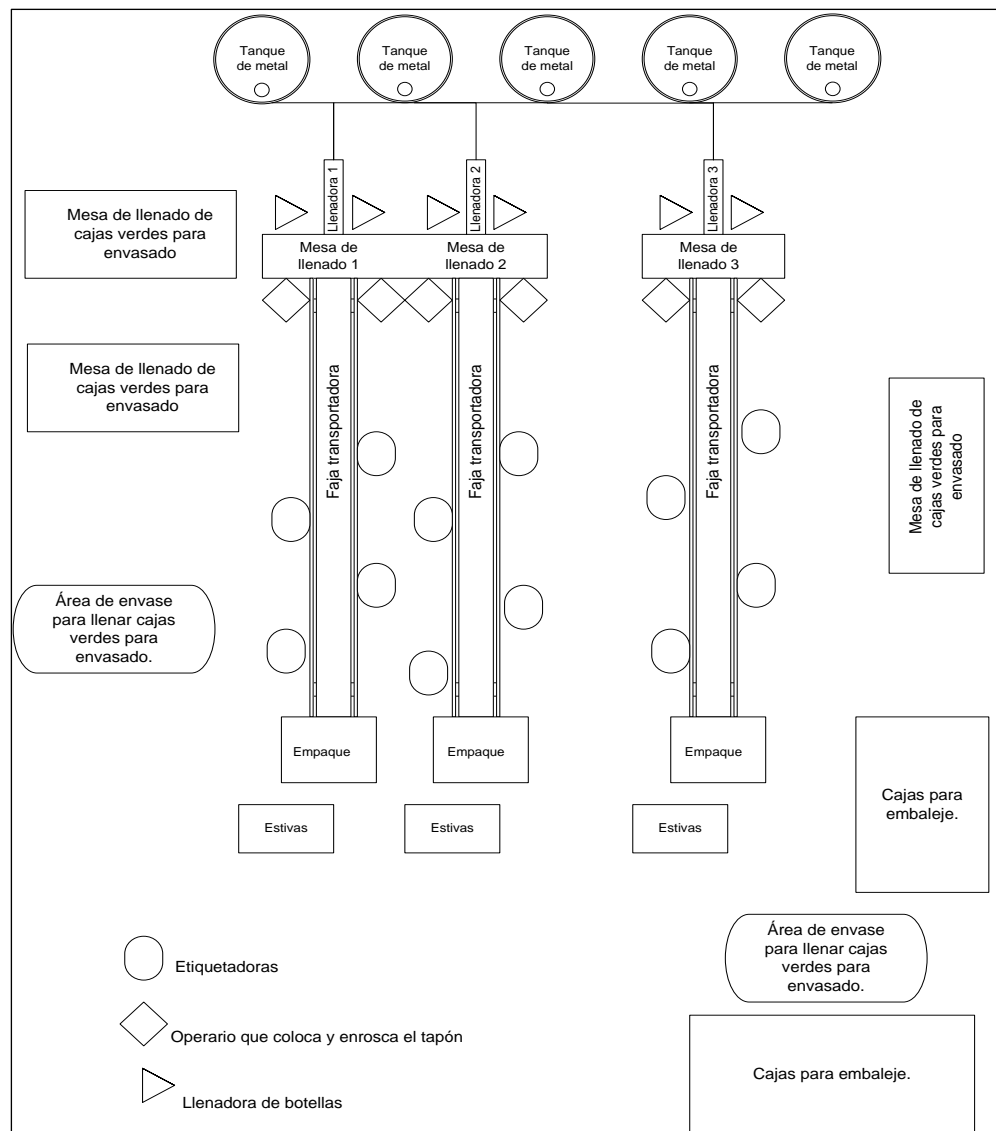 Tanque
de metal
Tanque
de metal
Tanque
de metal
Tanque
de metal
Tanque
de metal
Llenadora 1
Llenadora 2
Llenadora 3
Mesa de llenado de
cajas verdes para
envasado
Mesa de
llenado 1
Mesa de
llenado 2
Mesa de
llenado 3
Mesa de llenado de
cajas verdes para
envasado
Faja transportadora
Faja transportadora
Faja transportadora
Mesa de llenado de
cajas verdes para
envasado
Área de envase
para llenar cajas
verdes para
envasado.
Empaque
Empaque
Empaque
Cajas para
embaleje.
Estivas
Estivas
Estivas
Área de envase
para llenar cajas
verdes para
envasado.
Etiquetadoras
Operario que coloca y enrosca el tapón
Cajas para embaleje.
Llenadora de botellas